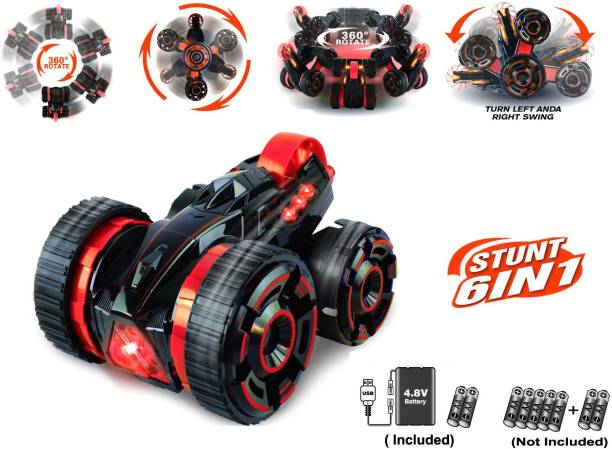 360°
ROTATE
360°
ROTATE
TURN LEFT ANDA
RIGHT SWING
STUNT
6IN1
USB
4.8V
Battery
( Included)
+
(Not Included)